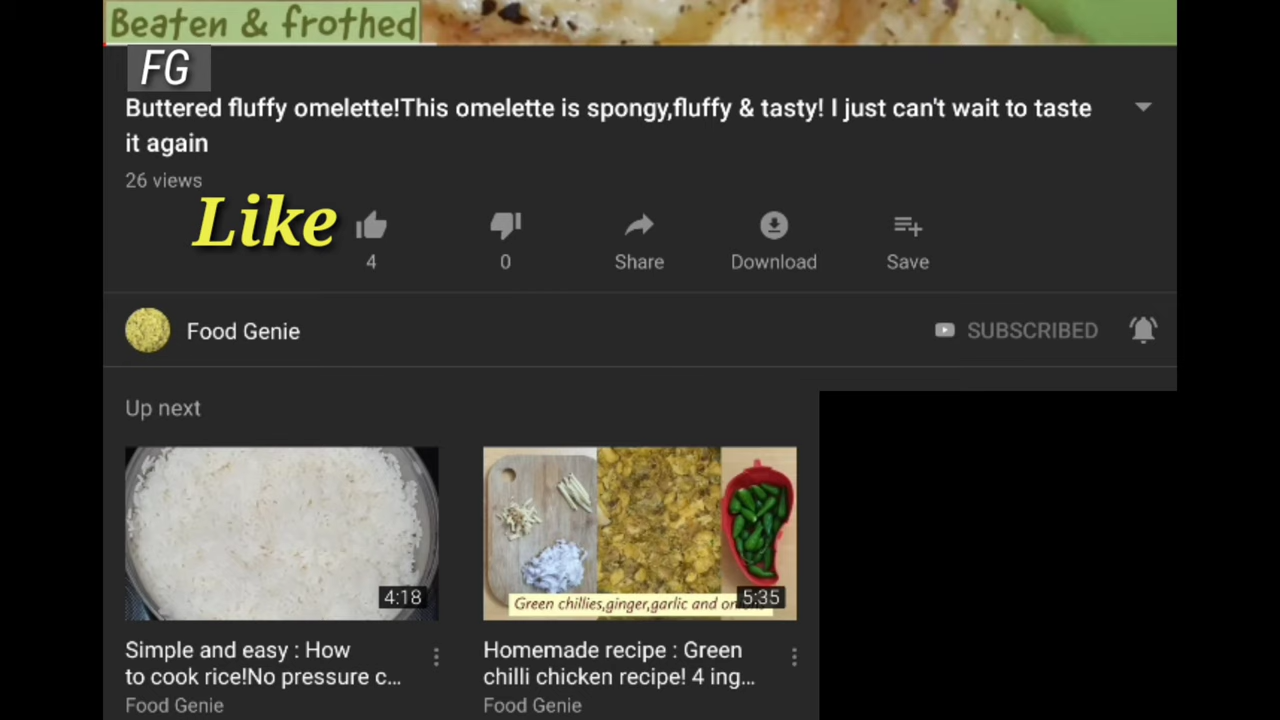 Beaten & frothed
FG
Buttered fluffy omelette!This omelette is spongy,fluffy & tasty! I just can't wait to taste
it again
26 views
Like
4
0
Share
Download
Save
Food Genie
SUBSCRIBED
Up next
4:18
Green chillies,ginger,garlic and
5:35
Simple and easy : How
to cook rice!No pressure c...
Food Genie
Homemade recipe : Green
chilli chicken recipe! 4 ing...
Food Genie